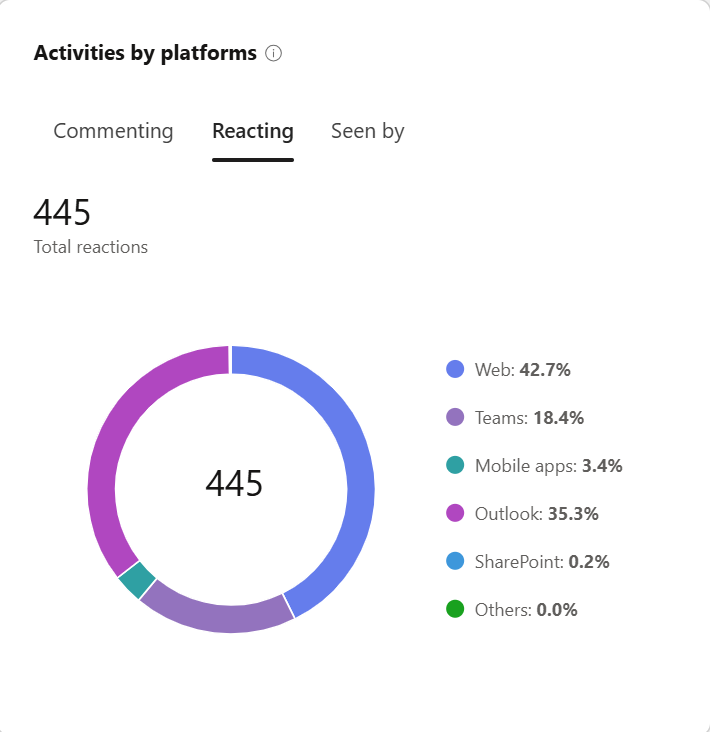 Activities by platforms
Commenting Reacting Seen by
445
Total reactions
445
Web: 42.7%
Teams: 18.4%
Mobile apps: 3.4%
Outlook: 35.3%
SharePoint: 0.2%
Others: 0.0%